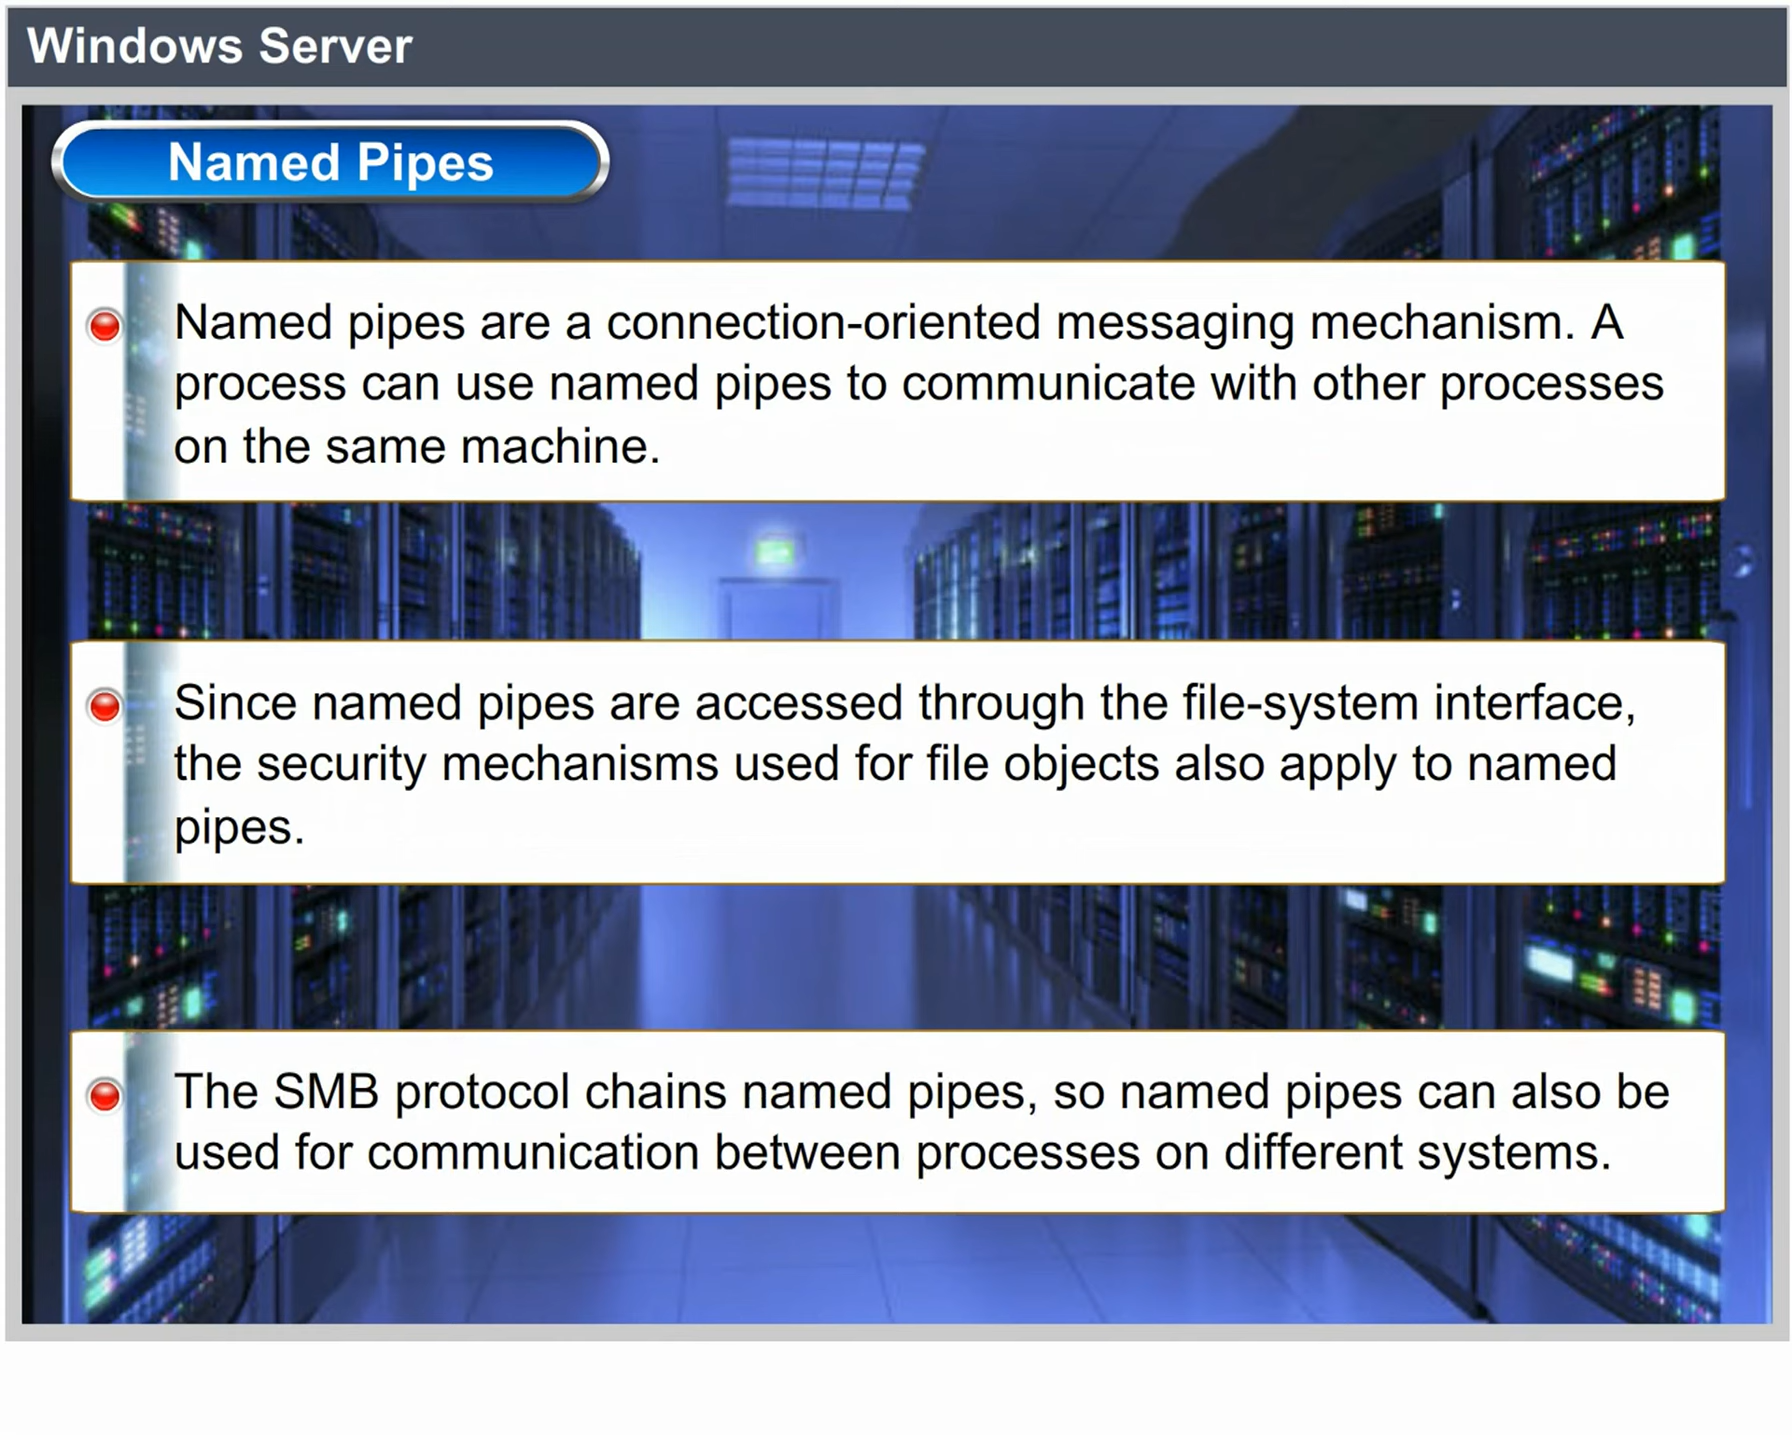 Windows Server
Named Pipes
Named pipes are a connection-oriented messaging mechanism. A
process can use named pipes to communicate with other processes
on the same machine.
Since named pipes are accessed through the file-system interface,
the security mechanisms used for file objects also apply to named
pipes.
The SMB protocol chains named pipes, so named pipes can also be
used for communication between processes on different systems.